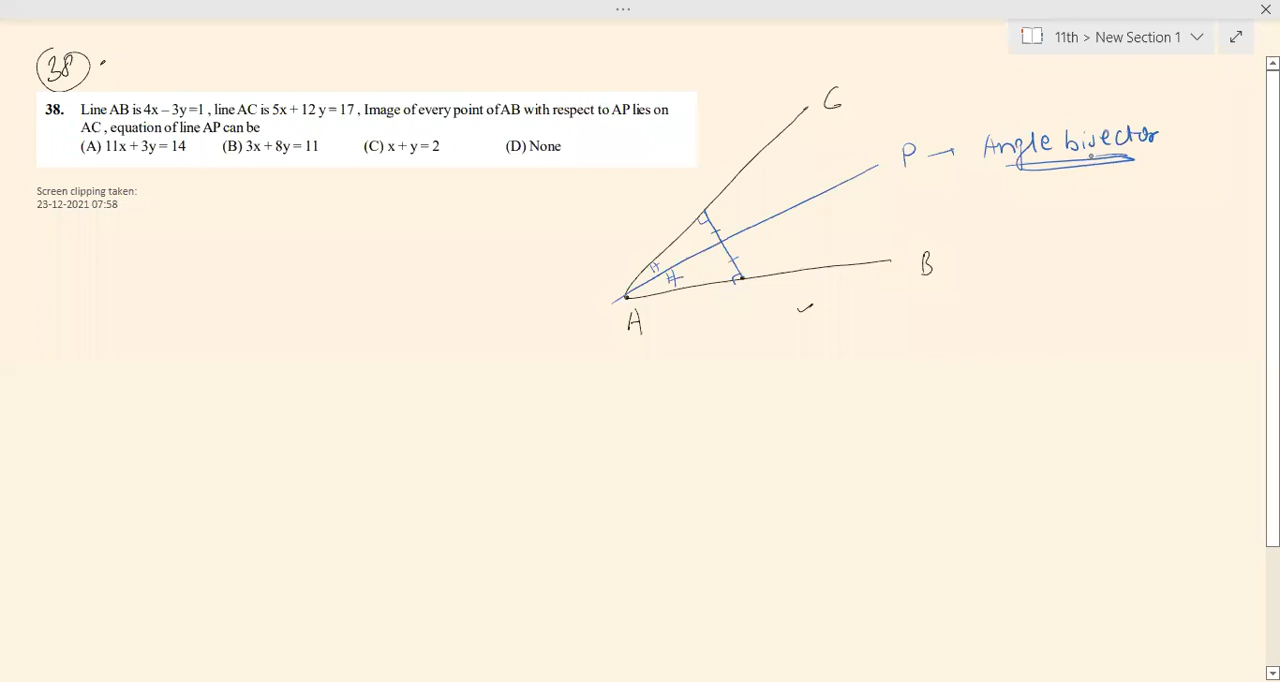 11th > New Section 1
38
38. Line AB is 4x – 3y=1 , line AC is 5x + 12 y = 17 , Image of every point of AB with respect to AP lies on
AC , equation of line AP can be
(A) 11x + 3y = 14 (B) 3x + 8y = 11 (C) x + y = 2 (D) None
Screen clipping taken:
23-12-2021 07:58
C
P → Angle bisector
B
A